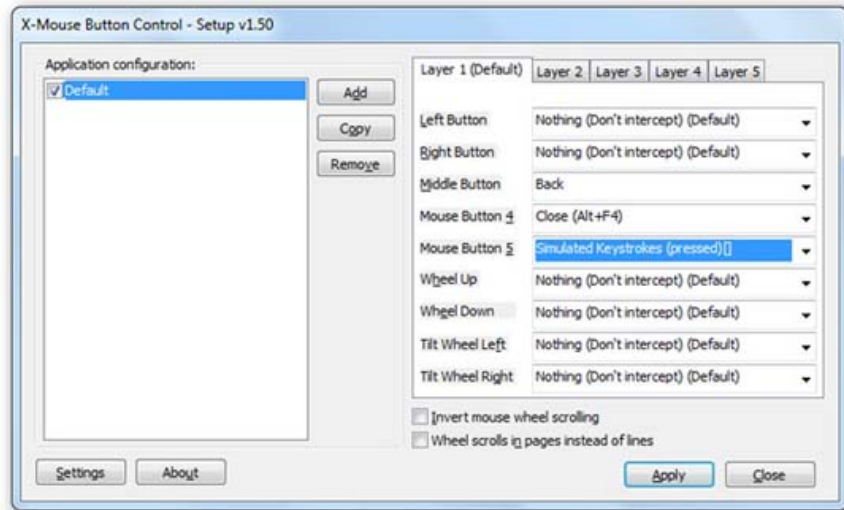 X-Mouse Button Control - Setup v1.50
Application configuration:
Default
Add
Copy
Remove
Layer 1 (Default) Layer 2 Layer 3 Layer 4 Layer 5
Left Button Nothing (Don't intercept) (Default)
Right Button Nothing (Don't intercept) (Default)
Middle Button Back
Mouse Button 4 Close (Alt+F4)
Mouse Button 5 Simulated Keystrokes (pressed)[]
Wheel Up Nothing (Don't intercept) (Default)
Wheel Down Nothing (Don't intercept) (Default)
Tilt Wheel Left Nothing (Don't intercept) (Default)
Tilt Wheel Right Nothing (Don't intercept) (Default)
Invert mouse wheel scrolling
Wheel scrolls in pages instead of lines
Settings About Apply Close